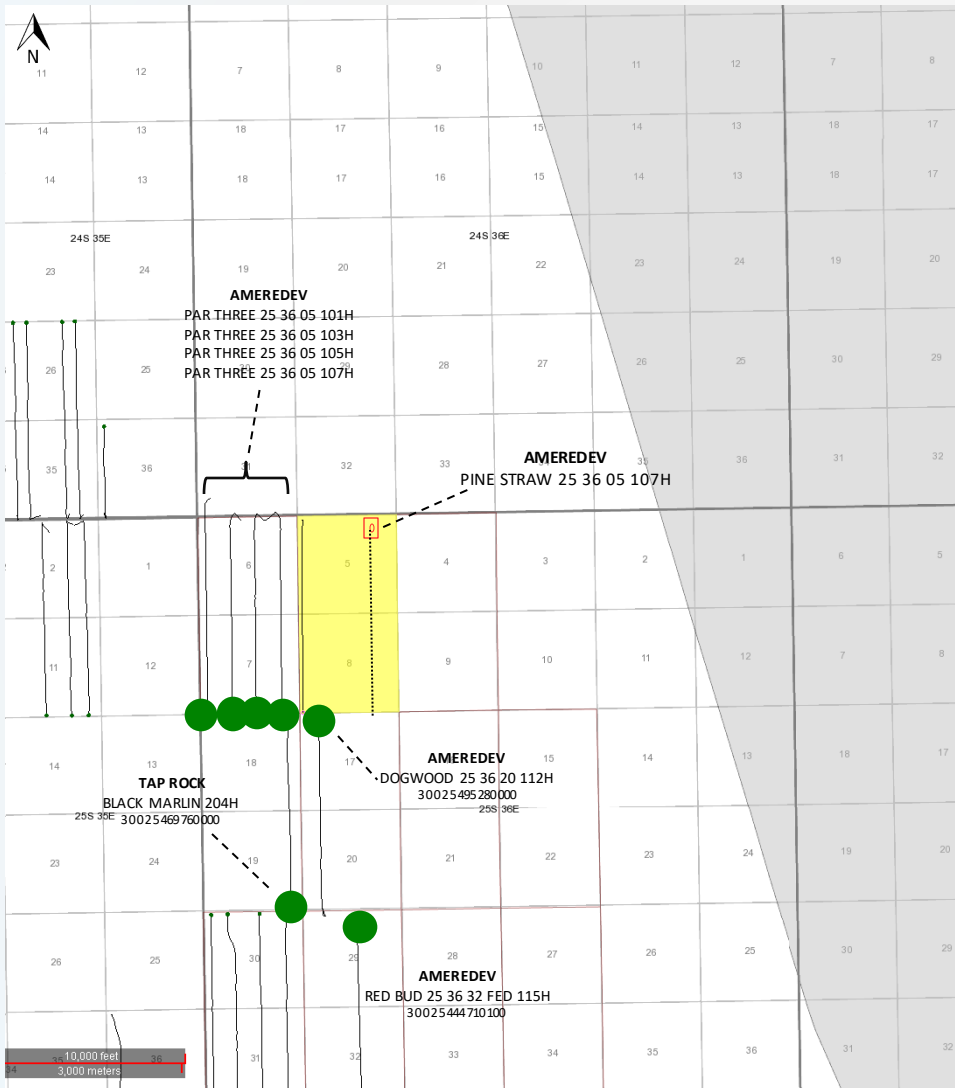 N
11 12 7 8 9 10 11 12 7 8
14 13 18 17 16 15 14 13 18 17
14 13 18 17 16 15 14 13 18 17
24S 35E 24S 36E
23 24 19 20 21 22 23 24 19 20
AMEREDEV
PAR THREE 25 36 05 101H
PAR THREE 25 36 05 103H
PAR THREE 25 36 05 105H
PAR THREE 25 36 05 107H
26 25 28 27 26 25 30 29
35 36 31 32 33 35 36 31 32
AMEREDEV
PINE STRAW 25 36 05 107H
2 1 6 5 4 3 2 1 6 5
11 12 7 8 9 10 11 12 7 8
14 13 18 17 15 14 13 18 17
AMEREDEV
DOGWOOD 25 36 20 112H
30025495280000
TAP ROCK
BLACK MARLIN 204H
30025469760000
25S 35E 25S 36E
23 24 19 20 21 22 23 24 19 20
26 25 30 29 28 27 26 25 30 29
AMEREDEV
RED BUD 25 36 32 FED 115H
30025444710100
34 35 36 31 32 33 34 35 36 31 32
10,000 feet
3,000 meters